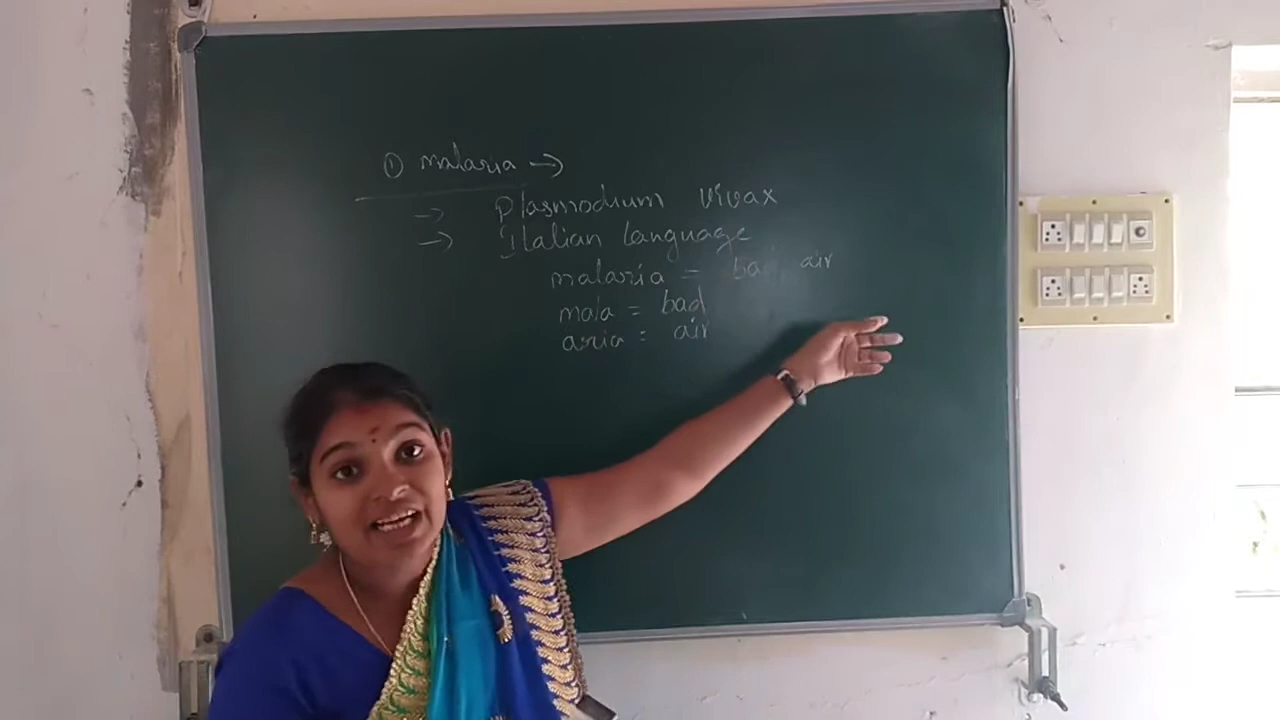 ① malaria →
→ Plasmodium vivax
→ Italian language
malaria = bad air
mala = bad
aria = air